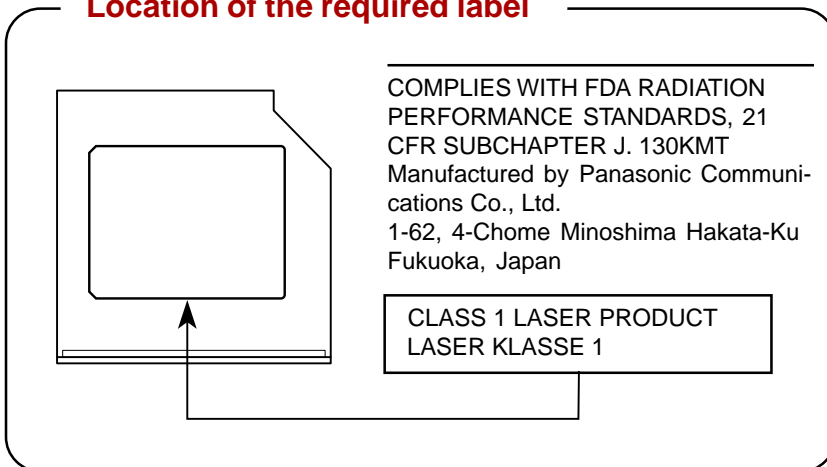 Location of the required label
COMPLIES WITH FDA RADIATION
PERFORMANCE STANDARDS, 21
CFR SUBCHAPTER J. 130KMT
Manufactured by Panasonic Communi-
cations Co., Ltd.
1-62, 4-Chome Minoshima Hakata-Ku
Fukuoka, Japan
CLASS 1 LASER PRODUCT
LASER KLASSE 1